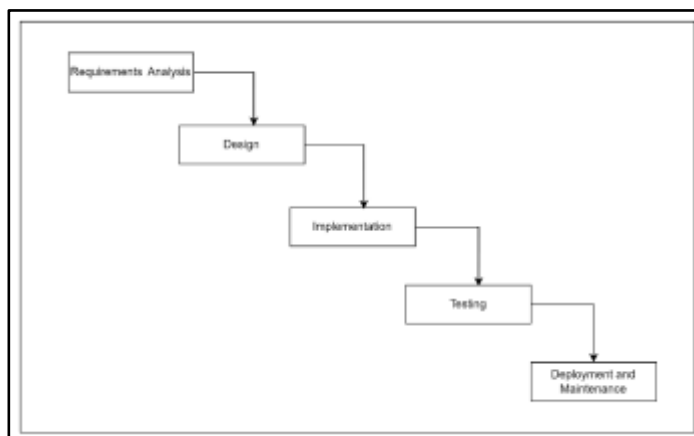 Requirements Analysis
Design
Implementation
Testing
Deployment and
Maintenance